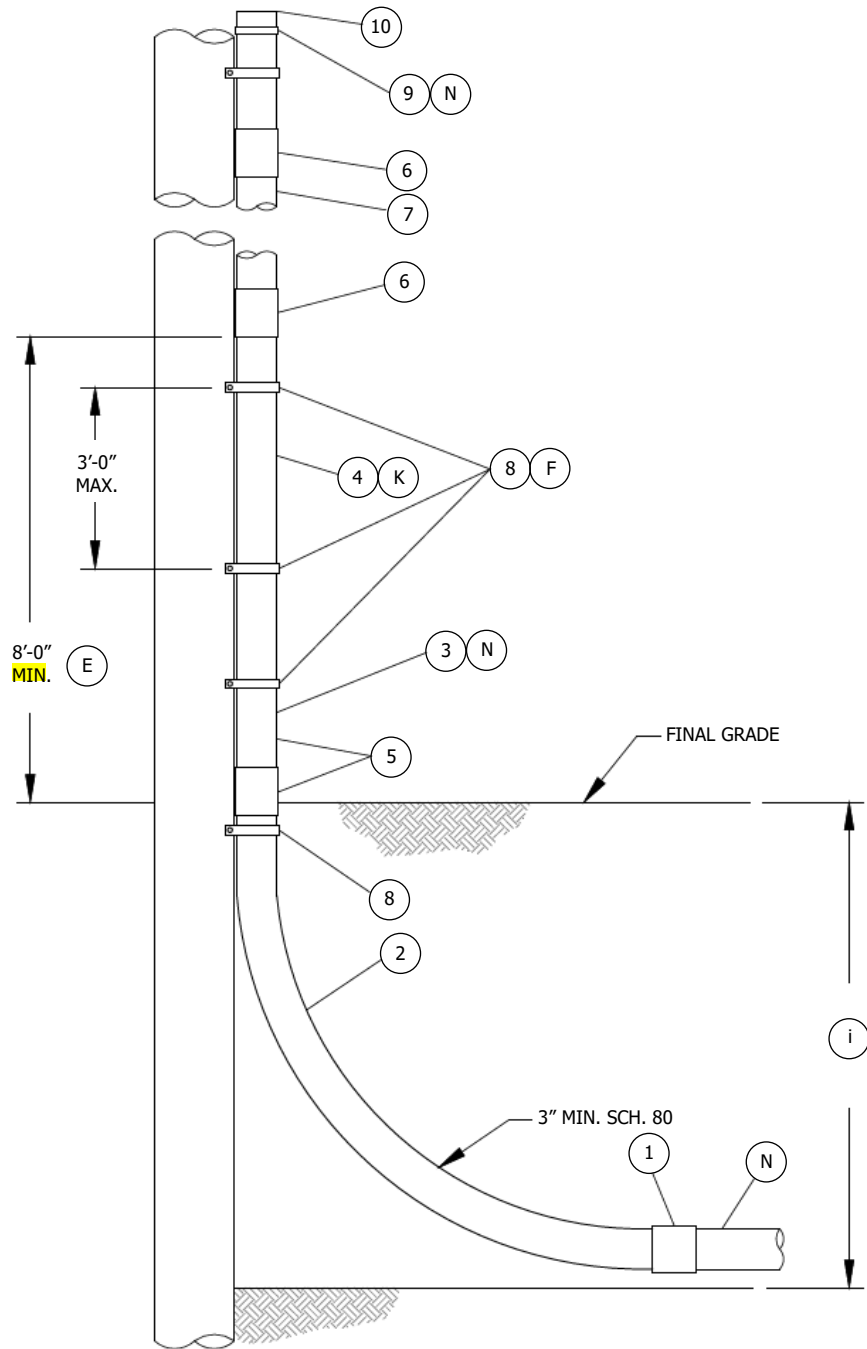 10
9 N
6
7
6
3'-0"
MAX.
4 K
8 F
8'-0"
MIN.
E
3 N
5
FINAL GRADE
8
2
i
3" MIN. SCH. 80
1
N